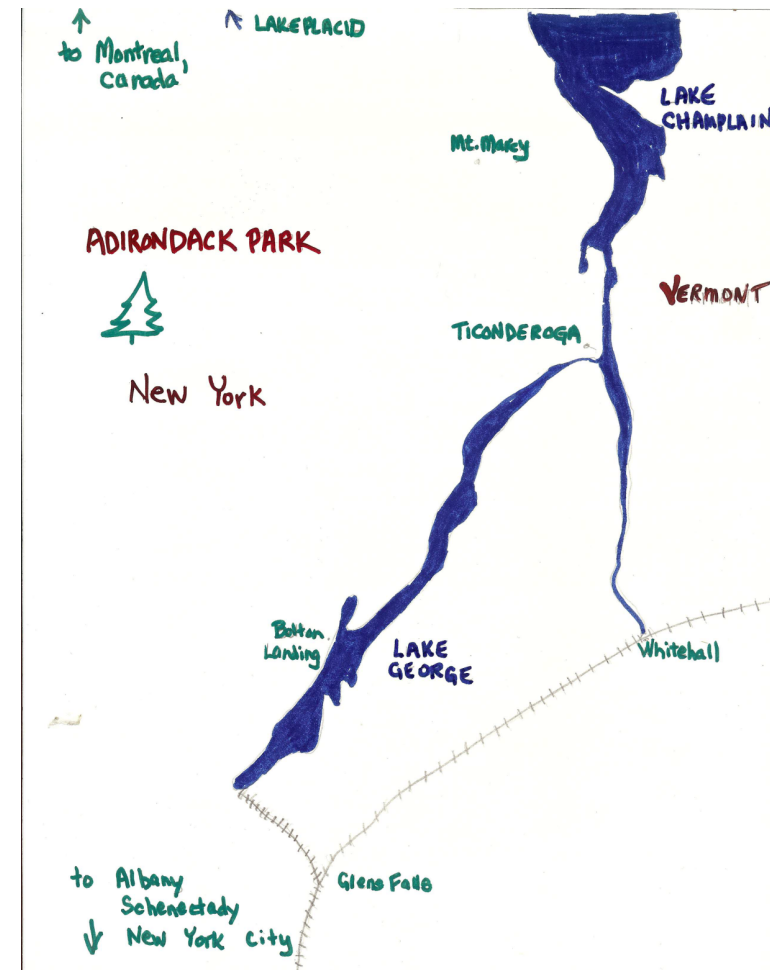 to Montreal,
Canada
LAKE PLACID
LAKE
CHAMPLAIN
Mt. Marcy
ADIRONDACK PARK
VERMONT
TICONDEROGA
New York
Bolton
Landing
LAKE
GEORGE
Whitehall
to Albany
Schenectady
New York City
Glens Falls